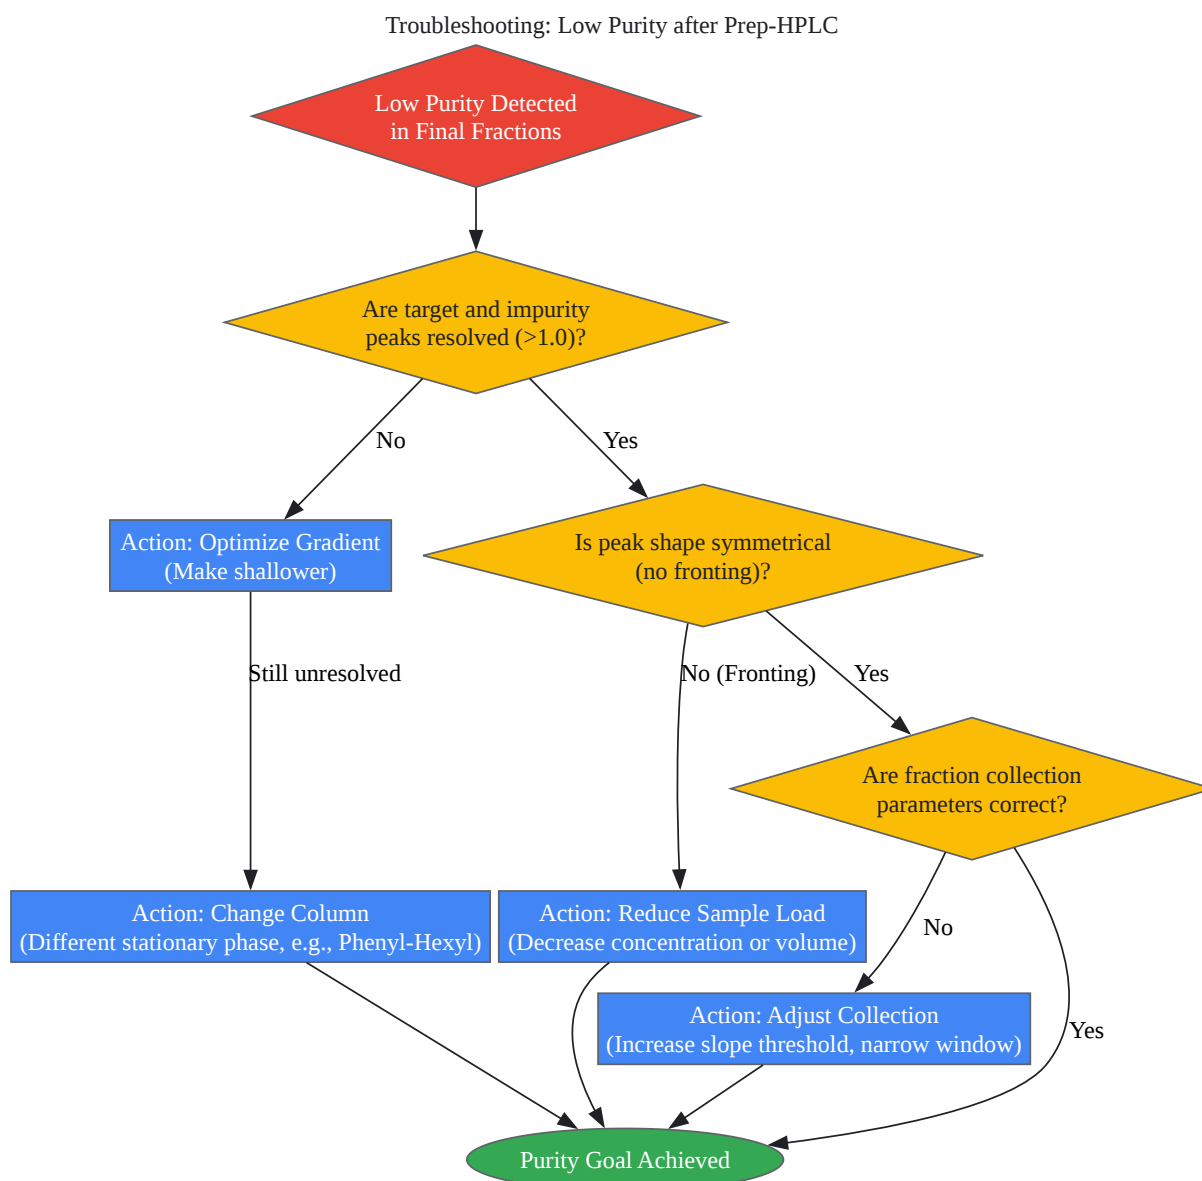 Troubleshooting: Low Purity after Prep-HPLC
Low Purity Detected
in Final Fractions
Are target and impurity
peaks resolved (>1.0)?
No
Yes
Action: Optimize Gradient
(Make shallower)
Is peak shape symmetrical
(no fronting)?
Still unresolved
No (Fronting)
Yes
Are fraction collection
parameters correct?
Action: Change Column
(Different stationary phase, e.g., Phenyl-Hexyl)
Action: Reduce Sample Load
(Decrease concentration or volume)
No
Action: Adjust Collection
(Increase slope threshold, narrow window)
Yes
Purity Goal Achieved